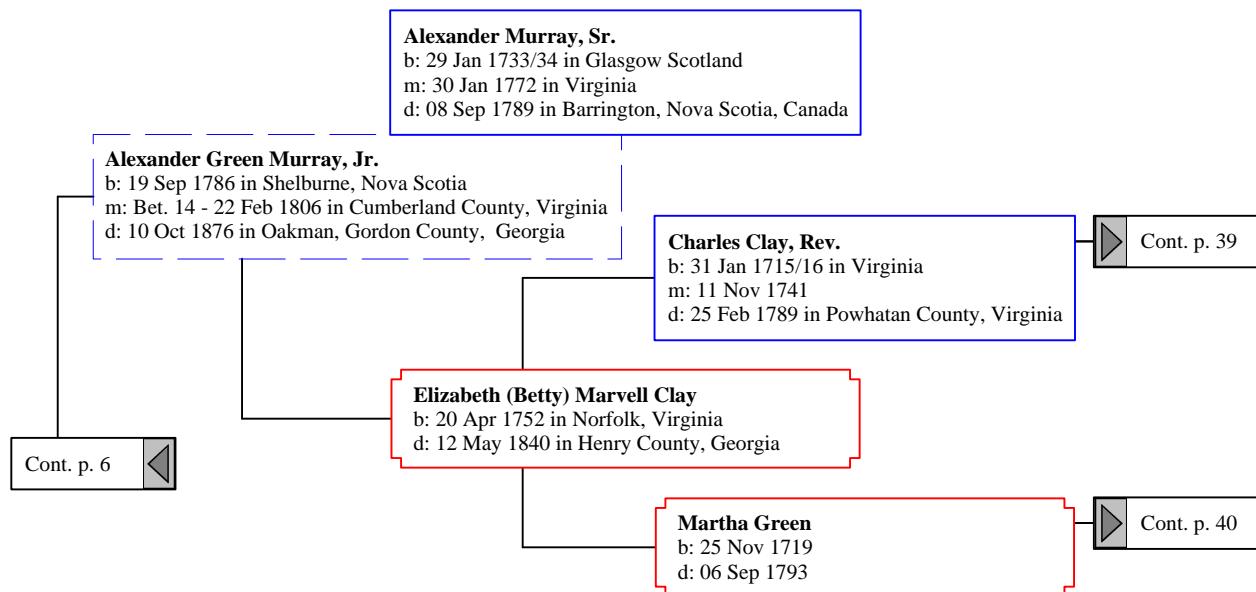 Alexander Murray, Sr.
b: 29 Jan 1733/34 in Glasgow Scotland
m: 30 Jan 1772 in Virginia
d: 08 Sep 1789 in Barrington, Nova Scotia, Canada
Alexander Green Murray, Jr.
b: 19 Sep 1786 in Shelburne, Nova Scotia
m: Bet. 14 - 22 Feb 1806 in Cumberland County, Virginia
d: 10 Oct 1876 in Oakman, Gordon County,  Georgia
Charles Clay, Rev.
b: 31 Jan 1715/16 in Virginia
m: 11 Nov 1741
d: 25 Feb 1789 in Powhatan County, Virginia
Cont. p. 39
Elizabeth (Betty) Marvell Clay
b: 20 Apr 1752 in Norfolk, Virginia
d: 12 May 1840 in Henry County, Georgia
Cont. p. 6
Martha Green
b: 25 Nov 1719
d: 06 Sep 1793
Cont. p. 40